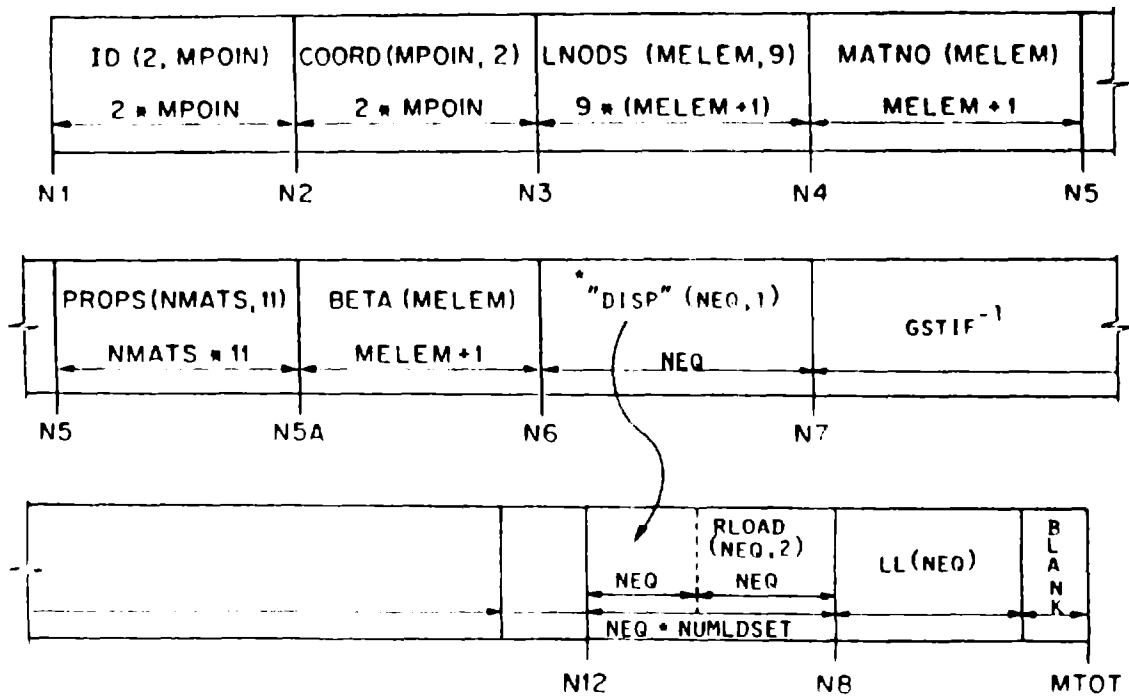 ID (2, MPOIN) COORD (MPOIN, 2) LNODS (MELEM, 9) MATNO (MELEM)
2 * MPOIN 2 * MPOIN 9 * (MELEM +1) MELEM +1
N1 N2 N3 N4 N5
PROPS (NMATS, 11) BETA (MELEM) * "DISP" (NEQ, 1) GSTIF-1
NMATS * 11 MELEM +1 NEQ
N5 N5A N6 N7
RLOAD (NEQ, 2) LL (NEQ) BLANK
NEQ NEQ
NEQ * NUMLDSET
N12 N8 MTOT